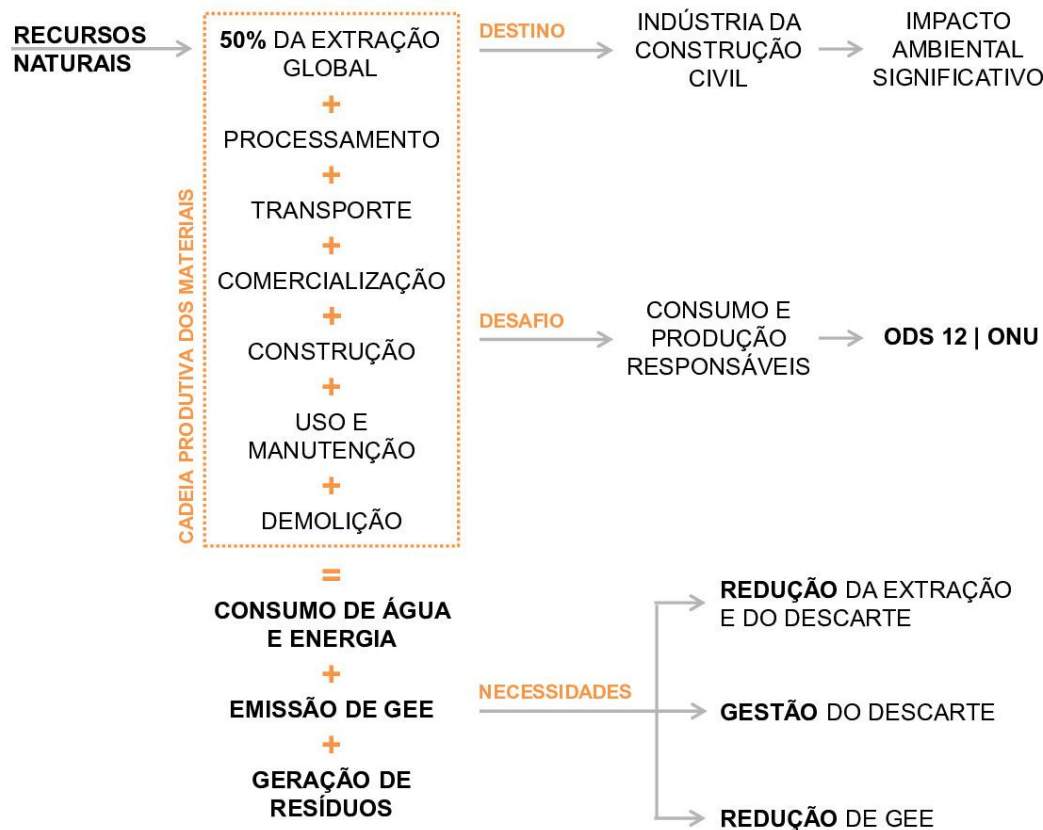 RECURSOS
NATURAIS
50% DA EXTRAÇÃO
GLOBAL
DESTINO
INDÚSTRIA DA
CONSTRUÇÃO
CIVIL
IMPACTO
AMBIENTAL
SIGNIFICATIVO
+
PROCESSAMENTO
+
TRANSPORTE
+
COMERCIALIZAÇÃO
+
CONSTRUÇÃO
+
USO E
MANUTENÇÃO
+
DEMOLIÇÃO
CADEIA PRODUTIVA DOS MATERIAIS
DESAFIO
CONSUMO E
PRODUÇÃO
RESPONSÁVEIS
ODS 12 | ONU
=
CONSUMO DE ÁGUA
E ENERGIA
+
EMISSÃO DE GEE
+
GERAÇÃO DE
RESÍDUOS
NECESSIDADES
REDUÇÃO DA EXTRAÇÃO
E DO DESCARTE
GESTÃO DO DESCARTE
REDUÇÃO DE GEE